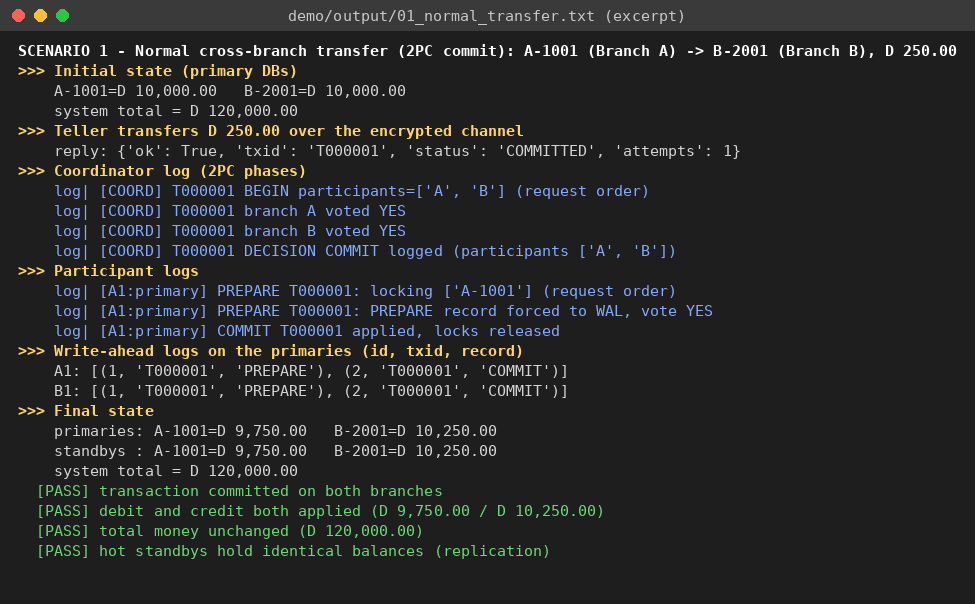 demo/output/01_normal_transfer.txt (excerpt)
SCENARIO 1 - Normal cross-branch transfer (2PC commit): A-1001 (Branch A) -> B-2001 (Branch B), D 250.00
>>> Initial state (primary DBs)
A-1001=D 10,000.00   B-2001=D 10,000.00
system total = D 120,000.00
>>> Teller transfers D 250.00 over the encrypted channel
reply: {'ok': True, 'txid': 'T000001', 'status': 'COMMITTED', 'attempts': 1}
>>> Coordinator log (2PC phases)
log| [COORD] T000001 BEGIN participants=['A', 'B'] (request order)
log| [COORD] T000001 branch A voted YES
log| [COORD] T000001 branch B voted YES
log| [COORD] T000001 DECISION COMMIT logged (participants ['A', 'B'])
>>> Participant logs
log| [A1:primary] PREPARE T000001: locking ['A-1001'] (request order)
log| [A1:primary] PREPARE T000001: PREPARE record forced to WAL, vote YES
log| [A1:primary] COMMIT T000001 applied, locks released
>>> Write-ahead logs on the primaries (id, txid, record)
A1: [(1, 'T000001', 'PREPARE'), (2, 'T000001', 'COMMIT')]
B1: [(1, 'T000001', 'PREPARE'), (2, 'T000001', 'COMMIT')]
>>> Final state
primaries: A-1001=D 9,750.00   B-2001=D 10,250.00
standbys : A-1001=D 9,750.00   B-2001=D 10,250.00
system total = D 120,000.00
[PASS] transaction committed on both branches
[PASS] debit and credit both applied (D 9,750.00 / D 10,250.00)
[PASS] total money unchanged (D 120,000.00)
[PASS] hot standbys hold identical balances (replication)